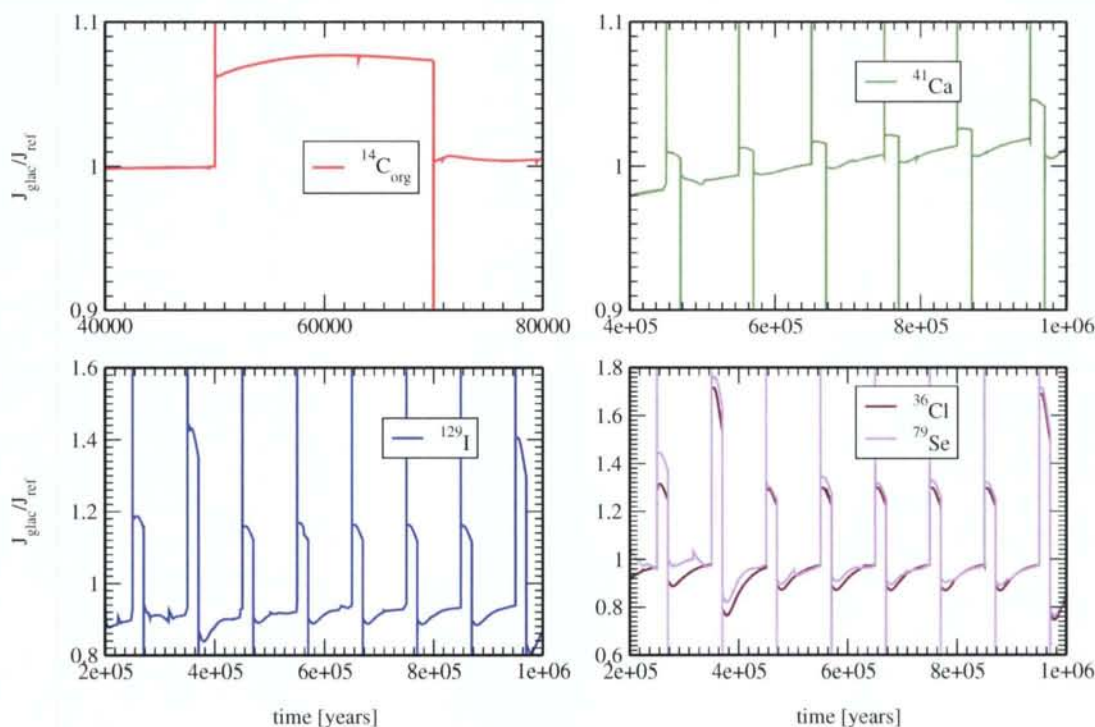 1.1
1
0.9
J_glac/J_ref
¹⁴C_org
40000 60000 80000
1.1
1
0.9
⁴¹Ca
4e+05 6e+05 8e+05 1e+06
1.6
1.4
1.2
1
0.8
J_glac/J_ref
¹²⁹I
2e+05 4e+05 6e+05 8e+05 1e+06
time [years]
1.8
1.6
1.4
1.2
1
0.8
0.6
³⁶Cl
⁷⁹Se
2e+05 4e+05 6e+05 8e+05 1e+06
time [years]